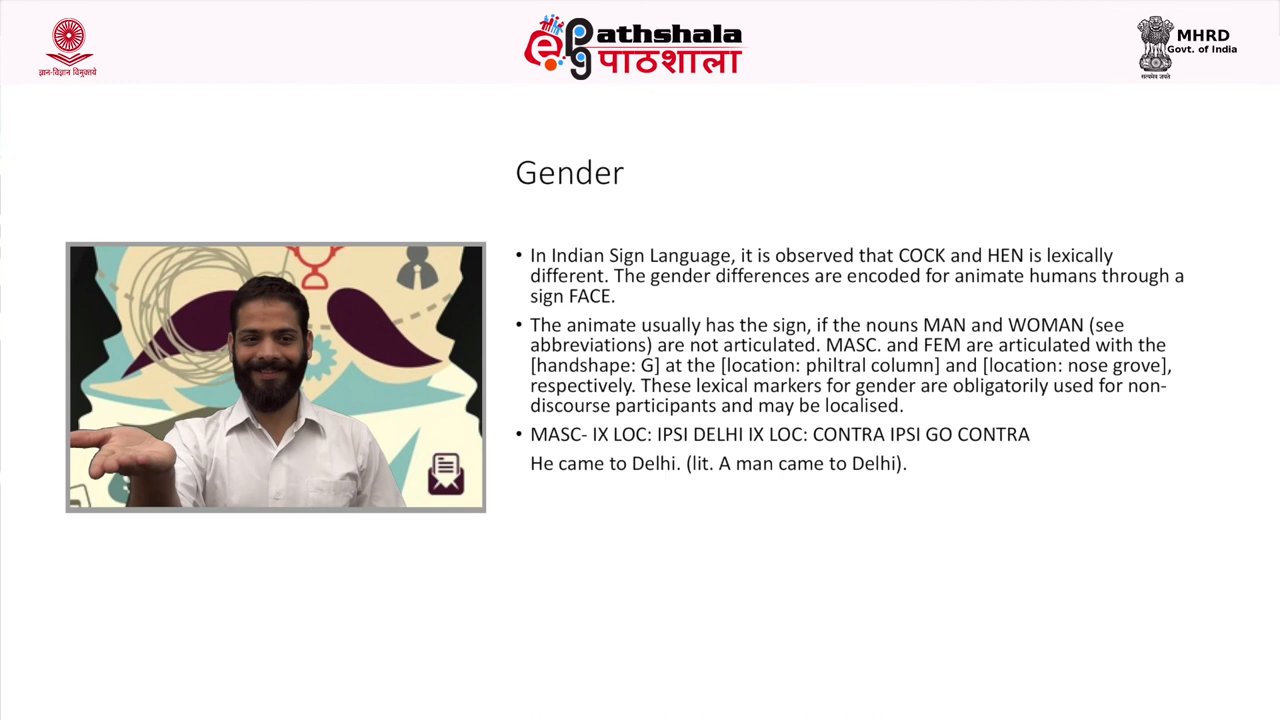 ज्ञान-विज्ञान विमुक्तये
e pg athshala
पाठशाला
MHRD
Govt. of India
सत्यमेव जयते
Gender
• In Indian Sign Language, it is observed that COCK and HEN is lexically
different. The gender differences are encoded for animate humans through a
sign FACE.
• The animate usually has the sign, if the nouns MAN and WOMAN (see
abbreviations) are not articulated. MASC. and FEM are articulated with the
[handshape: G] at the [location: philtral column] and [location: nose grove],
respectively. These lexical markers for gender are obligatorily used for non-
discourse participants and may be localised.
• MASC- IX LOC: IPSI DELHI IX LOC: CONTRA IPSI GO CONTRA
He came to Delhi. (lit. A man came to Delhi).